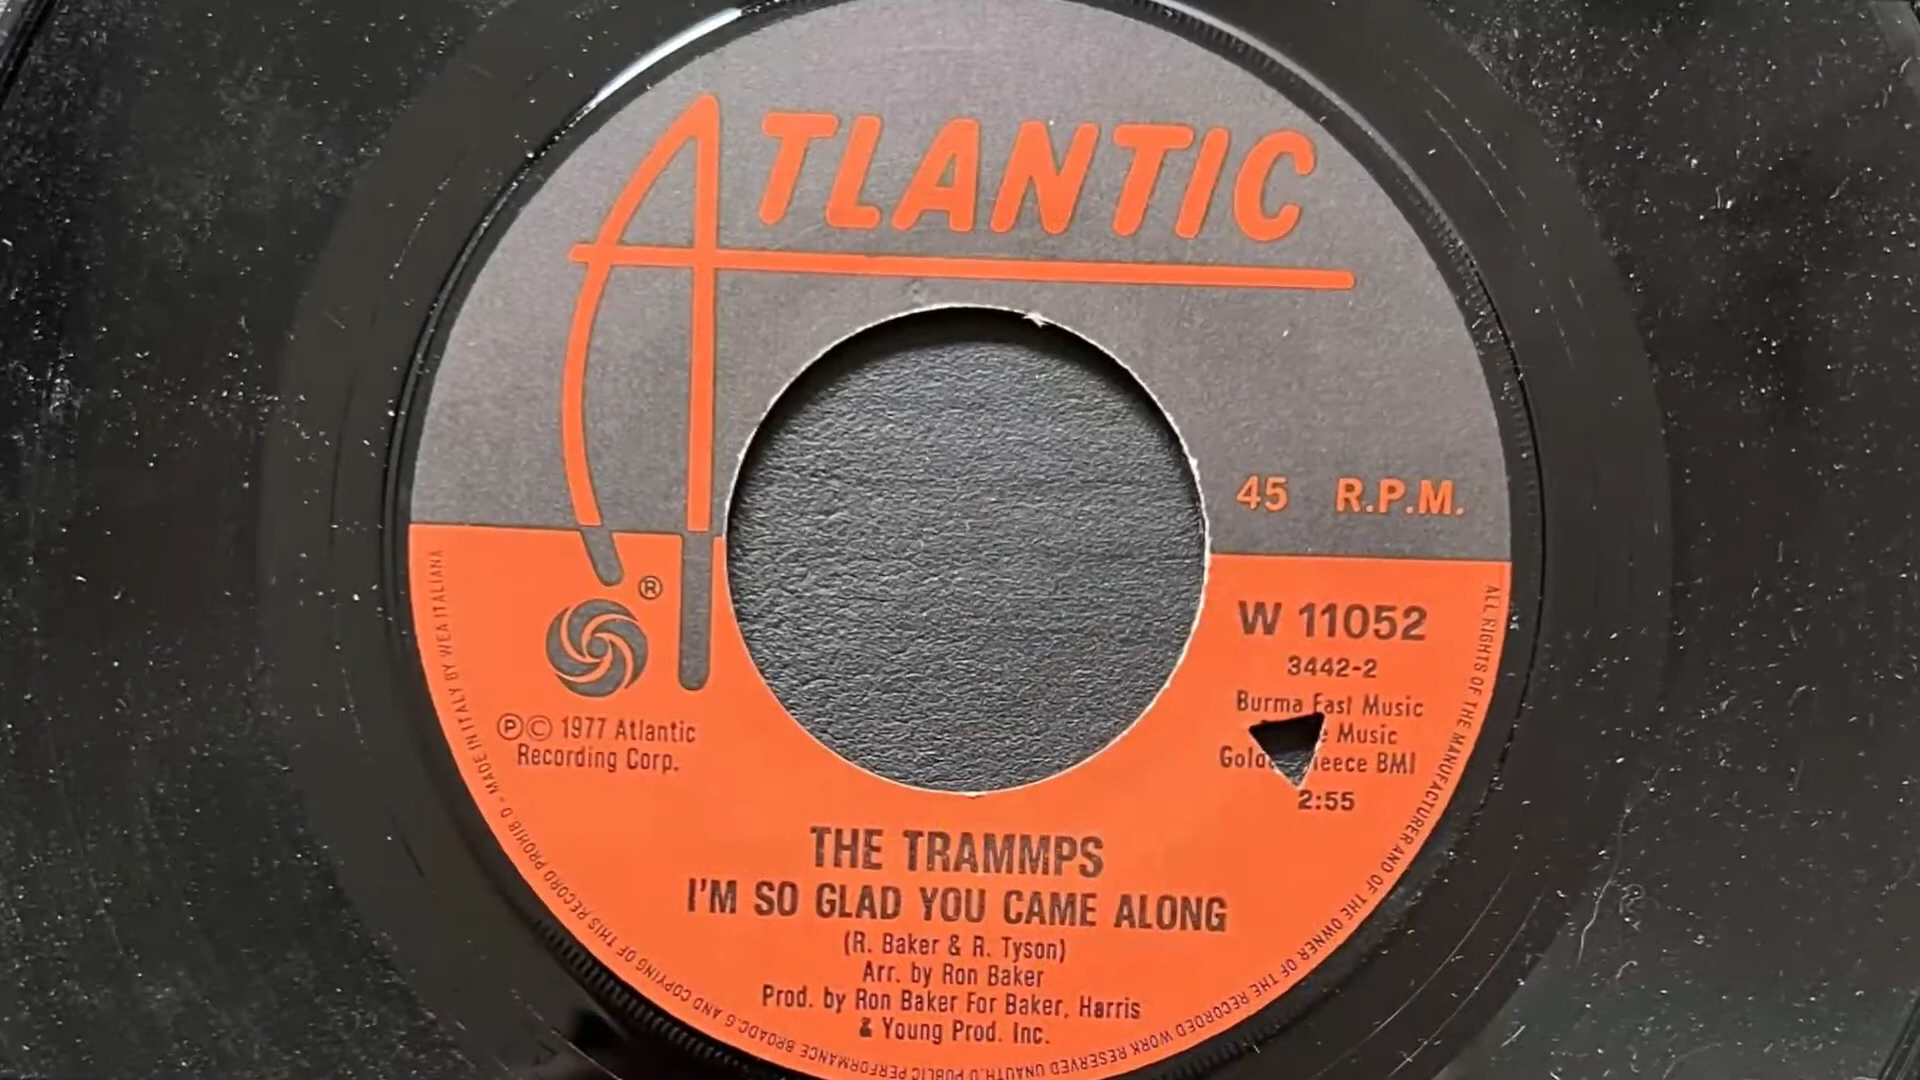 ATLANTIC
45 R.P.M.
®
W 11052
3442-2
Burma East Music
Music
Fleece BMI
2:55
Ⓟ© 1977 Atlantic
Recording Corp.
THE TRAMMPS
I'M SO GLAD YOU CAME ALONG
(R. Baker & R. Tyson)
Arr. by Ron Baker
Prod. by Ron Baker For Baker, Harris
& Young Prod. Inc.
ALL RIGHTS OF THE MANUFACTURER AND OF THE OWNER OF THE RECORDED WORK RESERVED UNAUTH.D PUBLIC PERFORMANCE BROADC.G AND COPYING OF THIS RECORD PROHIB.D - MADE IN ITALY BY WEA ITALIANA